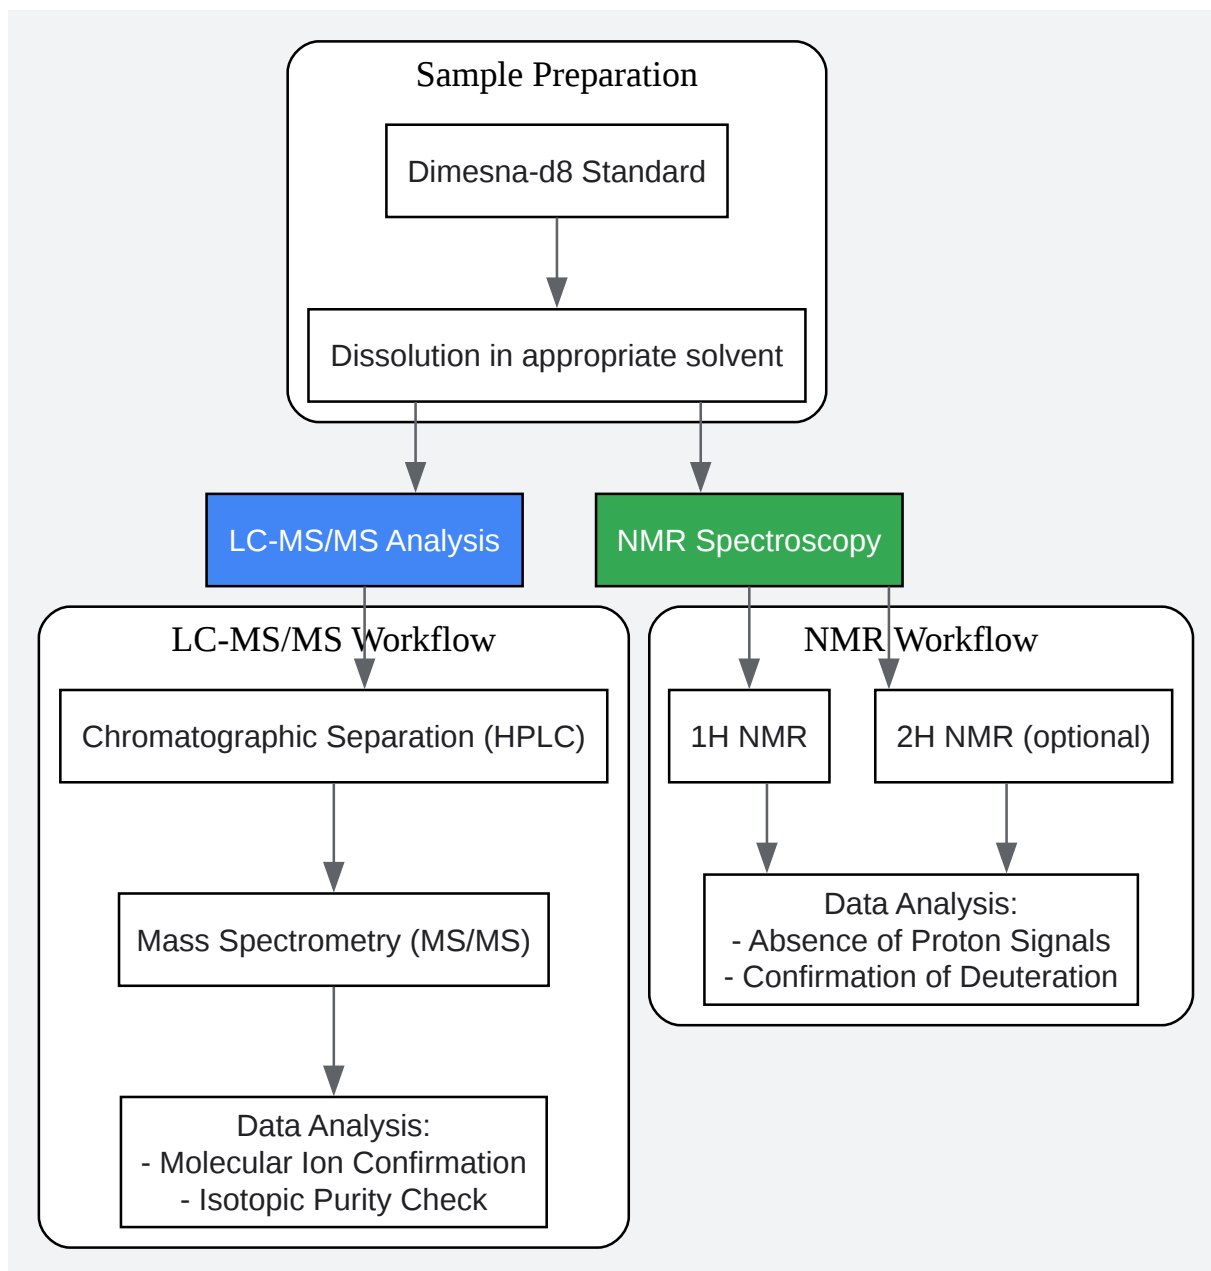 Sample Preparation
Dimesna-d8 Standard
Dissolution in appropriate solvent
LC-MS/MS Analysis
NMR Spectroscopy
LC-MS/MS Workflow
Chromatographic Separation (HPLC)
Mass Spectrometry (MS/MS)
Data Analysis:
- Molecular Ion Confirmation
- Isotopic Purity Check
NMR Workflow
1H NMR
2H NMR (optional)
Data Analysis:
- Absence of Proton Signals
- Confirmation of Deuteration